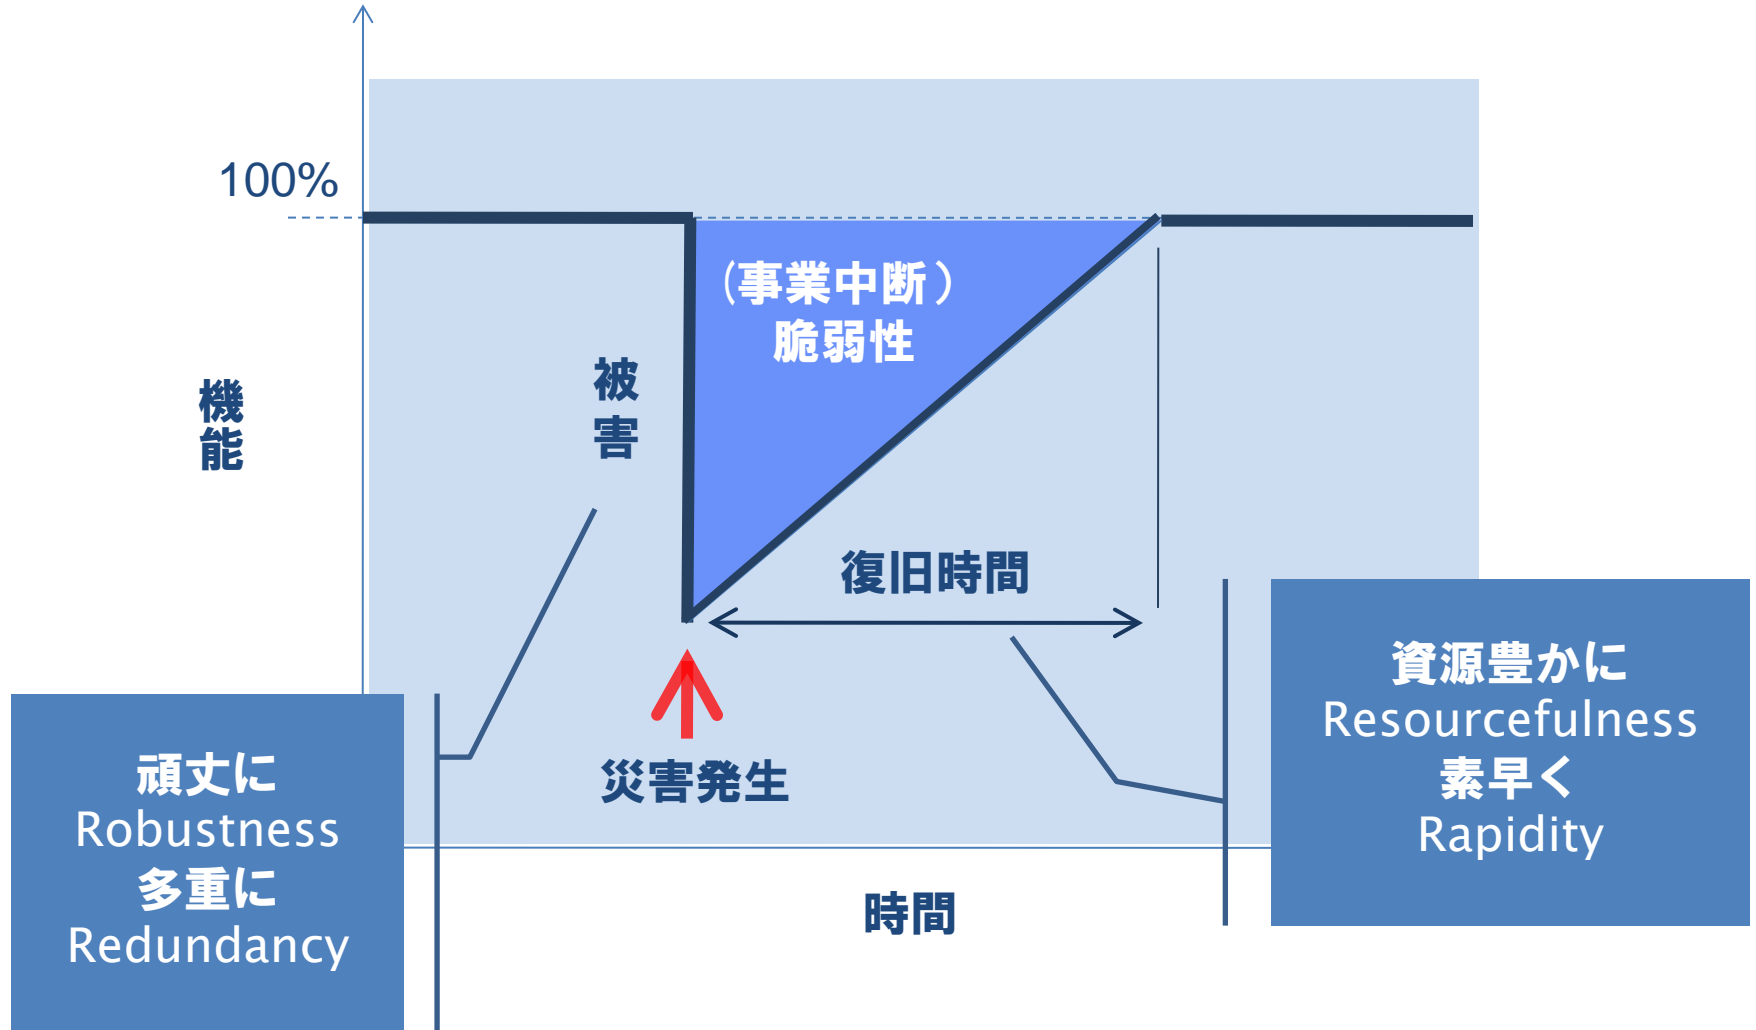 100%
(事業中断)
脆弱性
被害
機能
復旧時間
災害発生
資源豊かに
Resourcefulness
素早く
Rapidity
頑丈に
Robustness
多重に
Redundancy
時間